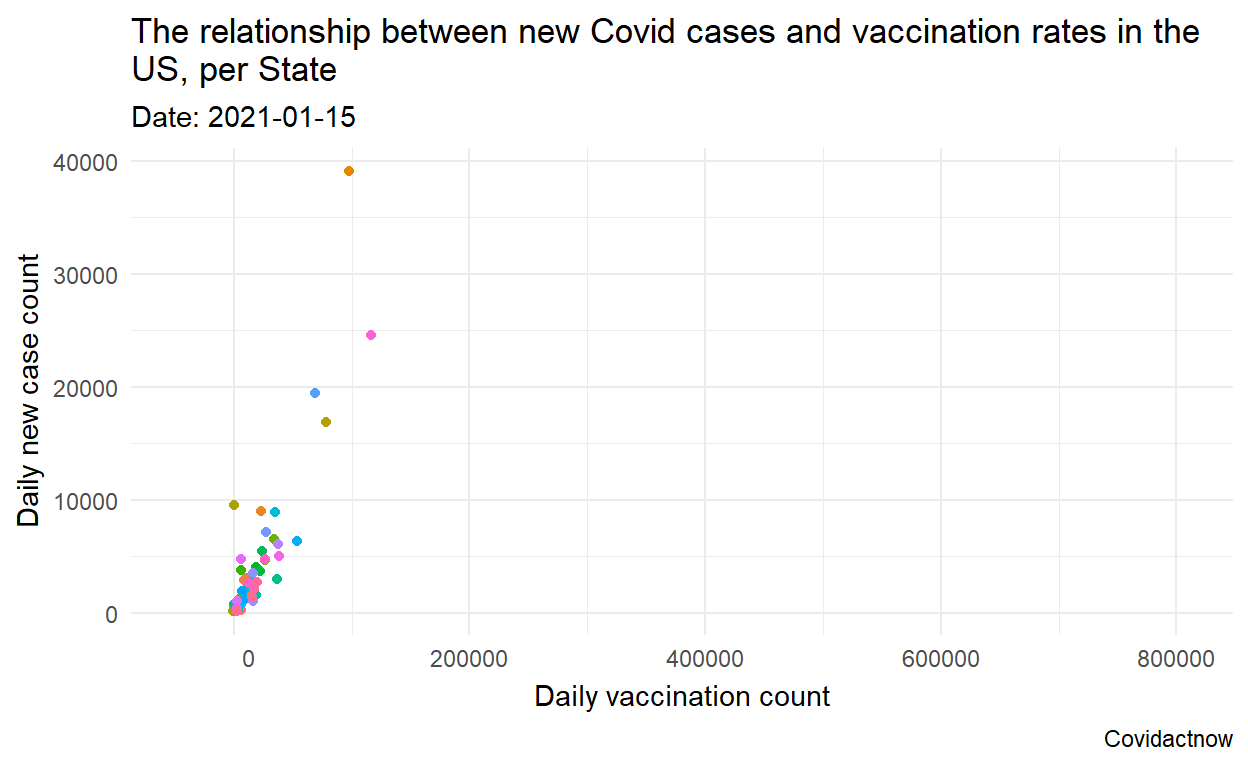 The relationship between new Covid cases and vaccination rates in the
US, per State
Date: 2021-01-15
40000
30000
20000
10000
0
Daily new case count
0 200000 400000 600000 800000
Daily vaccination count
Covidactnow